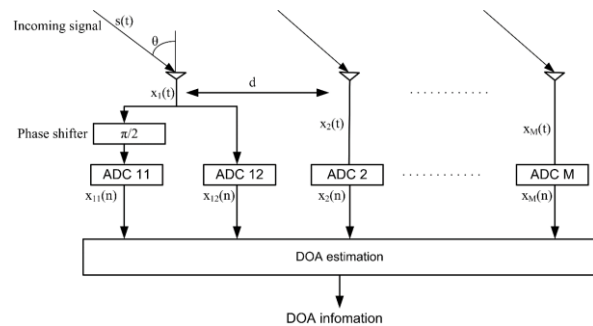 Incoming signal
s(t)
θ
x1(t)
d
x2(t)
xM(t)
Phase shifter
π/2
ADC 11
ADC 12
ADC 2
ADC M
x11(n)
x12(n)
x2(n)
xM(n)
DOA estimation
DOA infomation